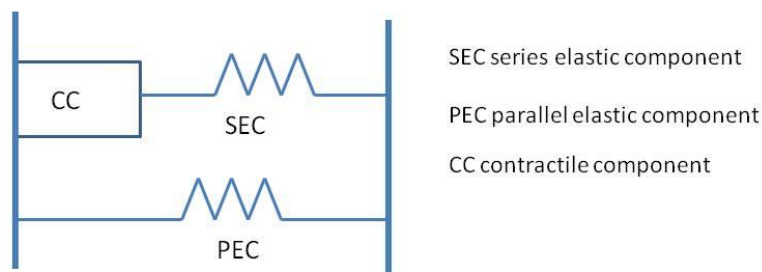 CC
SEC
PEC
SEC series elastic component
PEC parallel elastic component
CC contractile component